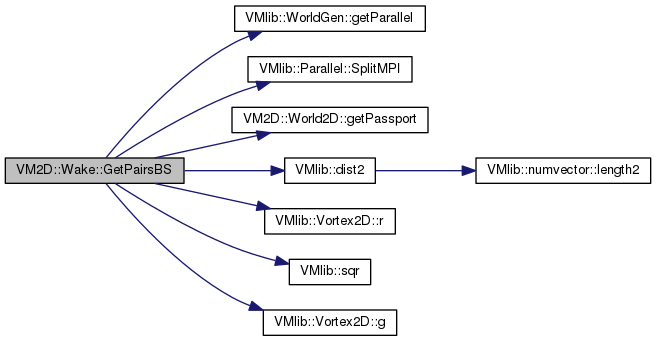 VMlib::WorldGen::getParallel
VMlib::Parallel::SplitMPI
VM2D::World2D::getPassport
VM2D::Wake::GetPairsBS
VMlib::dist2
VMlib::numvector::length2
VMlib::Vortex2D::r
VMlib::sqr
VMlib::Vortex2D::g